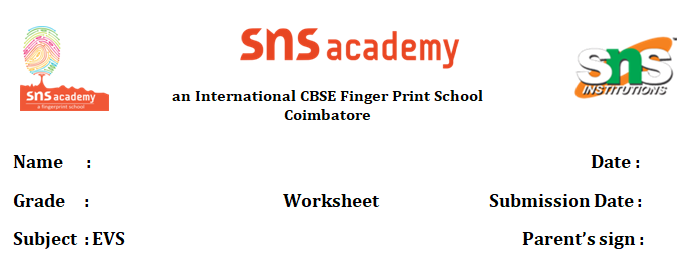 sns academy
a fingerprint school
sns academy
sns
INSTITUTIONS
an International CBSE Finger Print School
Coimbatore
Name :
Date :
Grade :
Worksheet
Submission Date :
Subject : EVS
Parent's sign :